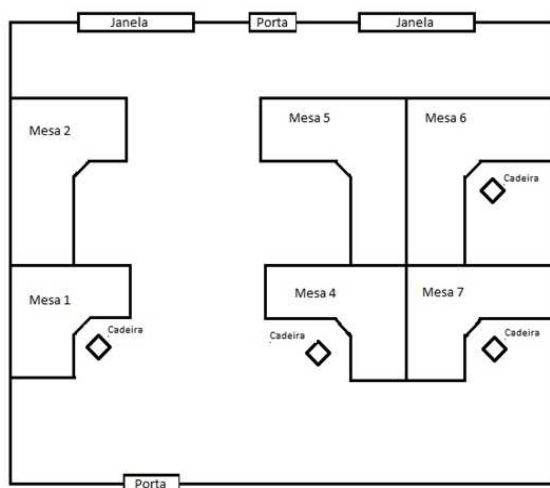 Janela
Porta
Janela
Mesa 2
Mesa 5
Mesa 6
Cadeira
Mesa 1
Mesa 4
Mesa 7
Cadeira
Cadeira
Cadeira
Porta